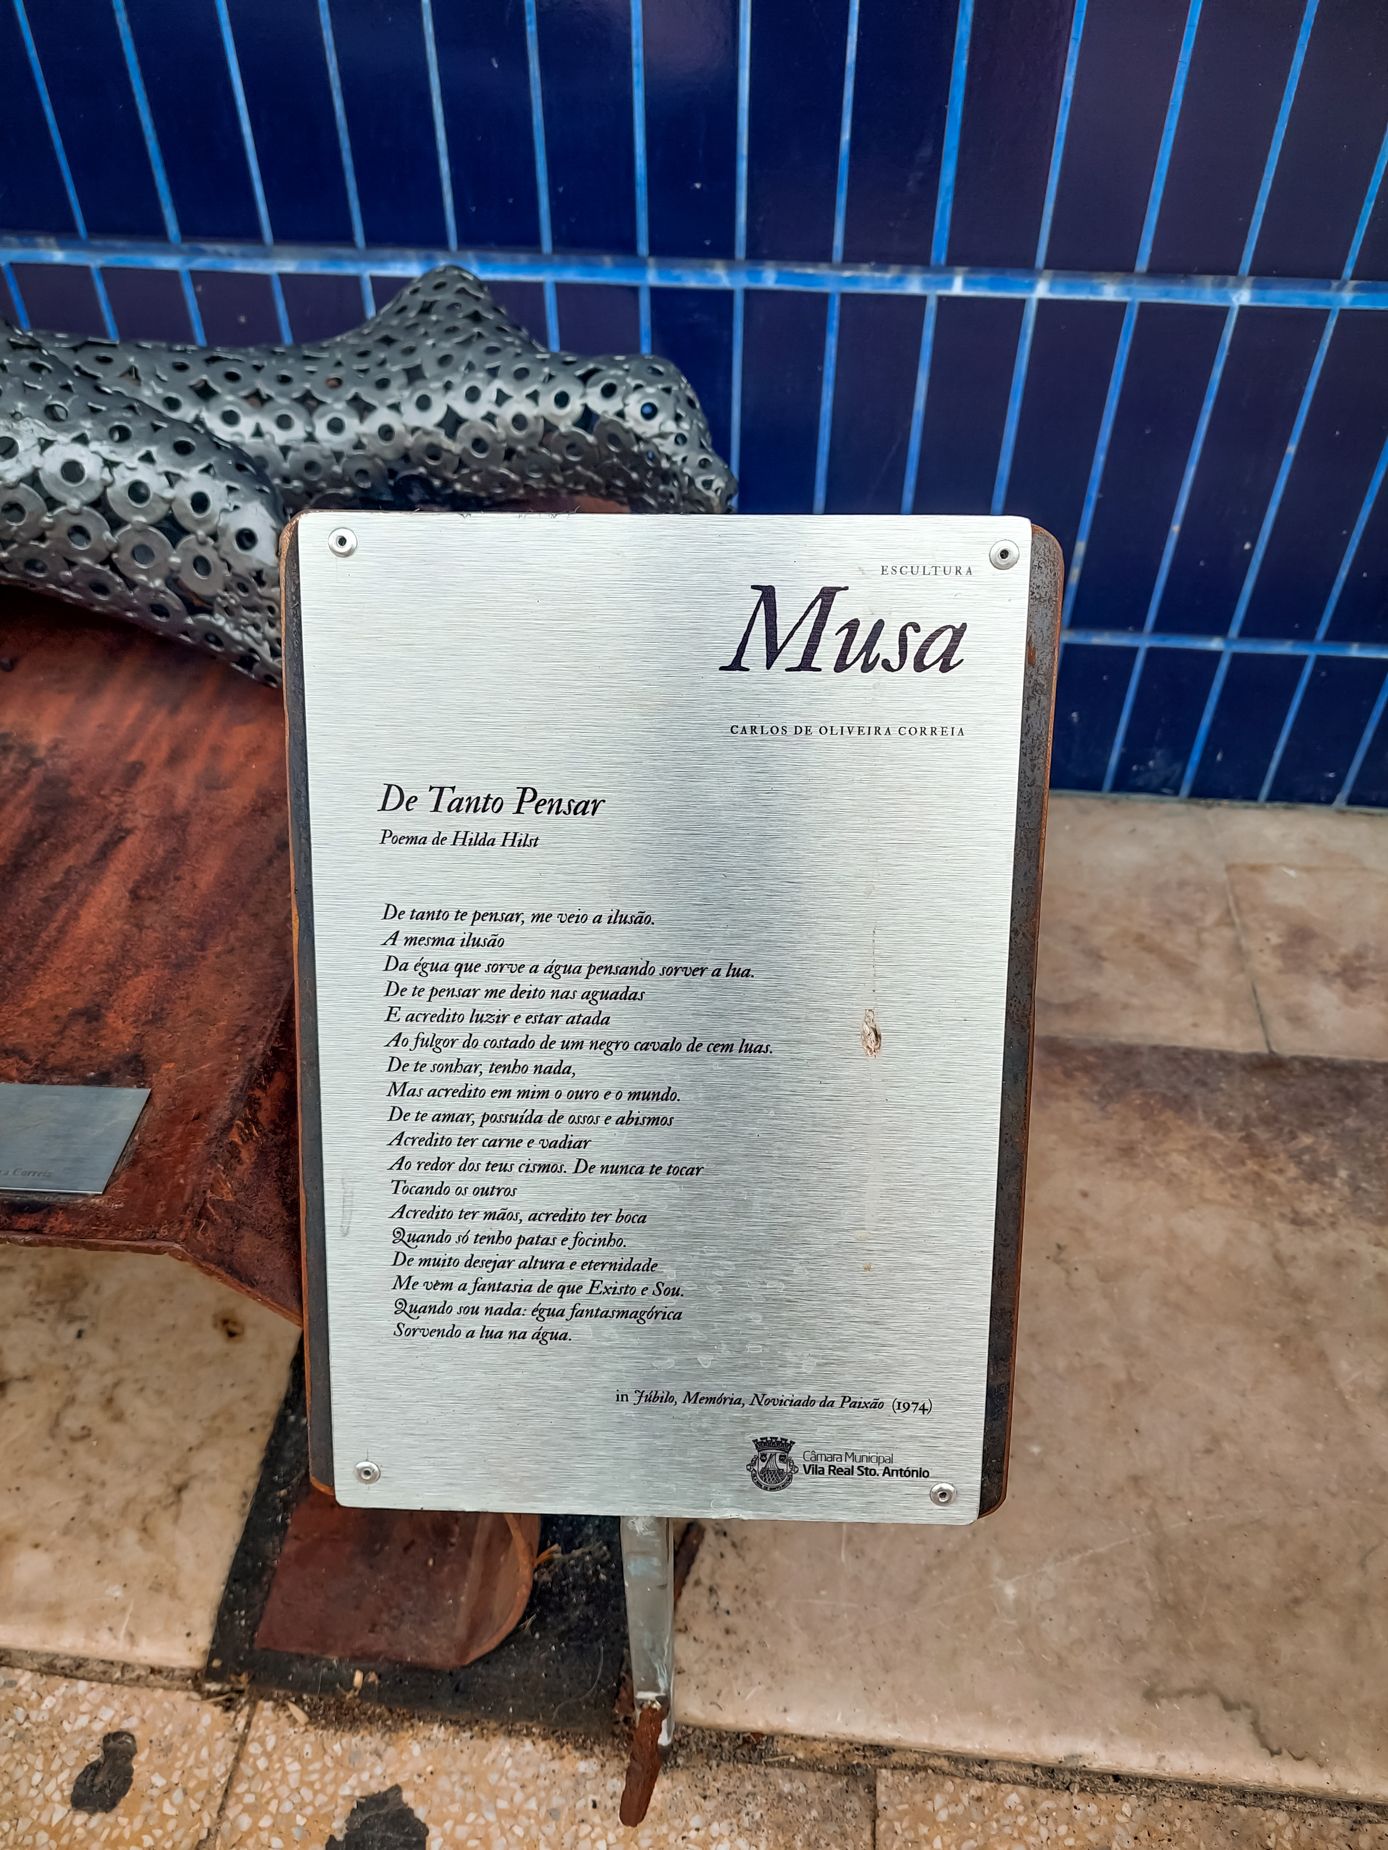 ESCULTURA
Musa
CARLOS DE OLIVEIRA CORREIA
De Tanto Pensar
Poema de Hilda Hilst
De tanto te pensar, me veio a ilusão.
A mesma ilusão
Da égua que sorve a água pensando sorver a lua.
De te pensar me deito nas aguadas
E acredito luzir e estar atada
Ao fulgor do costado de um negro cavalo de cem luas.
De te sonhar, tenho nada,
Mas acredito em mim o ouro e o mundo.
De te amar, possuída de ossos e abismos
Acredito ter carne e vadiar
Ao redor dos teus cismos. De nunca te tocar
Tocando os outros
Acredito ter mãos, acredito ter boca
Quando só tenho patas e focinho.
De muito desejar altura e eternidade
Me vêm a fantasia de que Existo e Sou.
Quando sou nada: égua fantasmagórica
Sorvendo a lua na água.
in Júbilo, Memória, Noviciado da Paixão (1974)
Câmara Municipal
Vila Real Sto. António
Correia